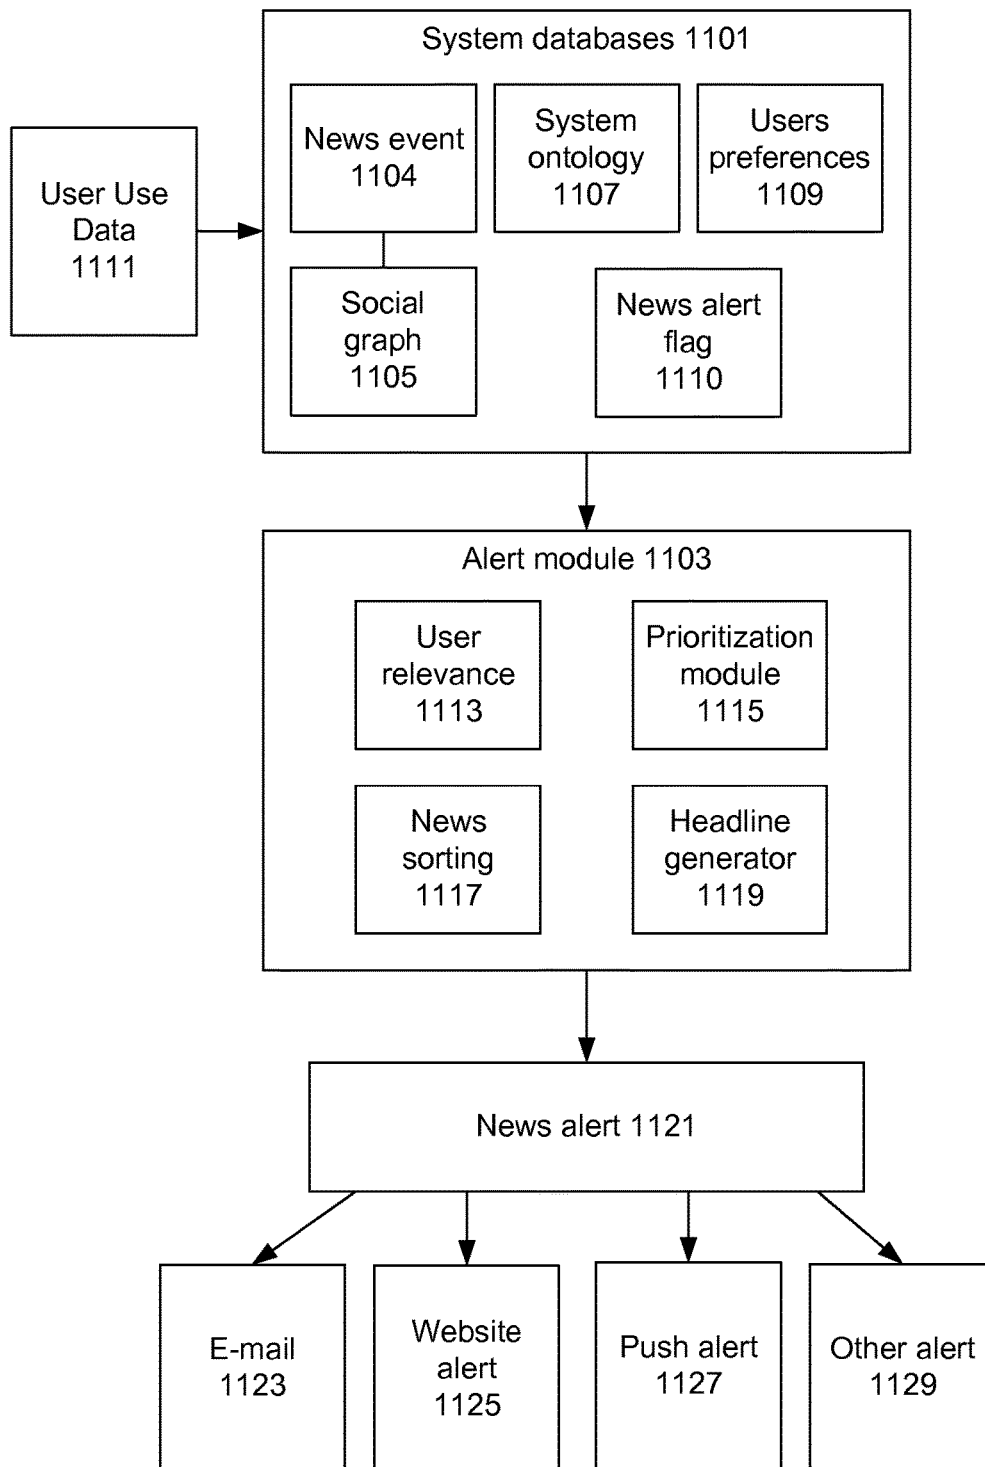 System databases 1101
News event
1104
System
ontology
1107
Users
preferences
1109
User Use
Data
1111
Social
graph
1105
News alert
flag
1110
Alert module 1103
User
relevance
1113
Prioritization
module
1115
News
sorting
1117
Headline
generator
1119
News alert 1121
E-mail
1123
Website
alert
1125
Push alert
1127
Other alert
1129